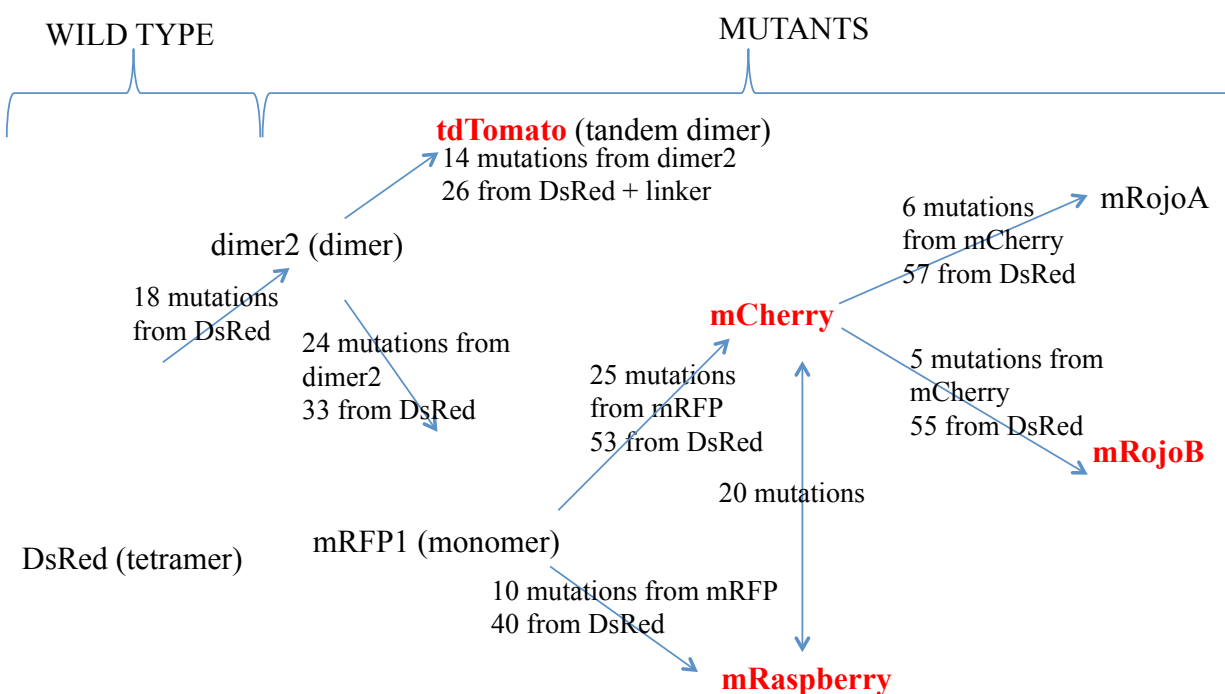 WILD TYPE
MUTANTS
tdTomato (tandem dimer)
14 mutations from dimer2
26 from DsRed + linker
dimer2 (dimer)
18 mutations
from DsRed
24 mutations from
dimer2
33 from DsRed
6 mutations
from mCherry
57 from DsRed
mRojoA
mCherry
25 mutations
from mRFP
53 from DsRed
5 mutations from
mCherry
55 from DsRed
mRojoB
20 mutations
DsRed (tetramer)
mRFP1 (monomer)
10 mutations from mRFP
40 from DsRed
mRaspberry